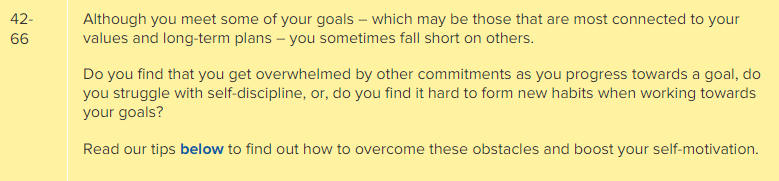 42-
66
Although you meet some of your goals – which may be those that are most connected to your
values and long-term plans – you sometimes fall short on others.
Do you find that you get overwhelmed by other commitments as you progress towards a goal, do
you struggle with self-discipline, or, do you find it hard to form new habits when working towards
your goals?
Read our tips below to find out how to overcome these obstacles and boost your self-motivation.